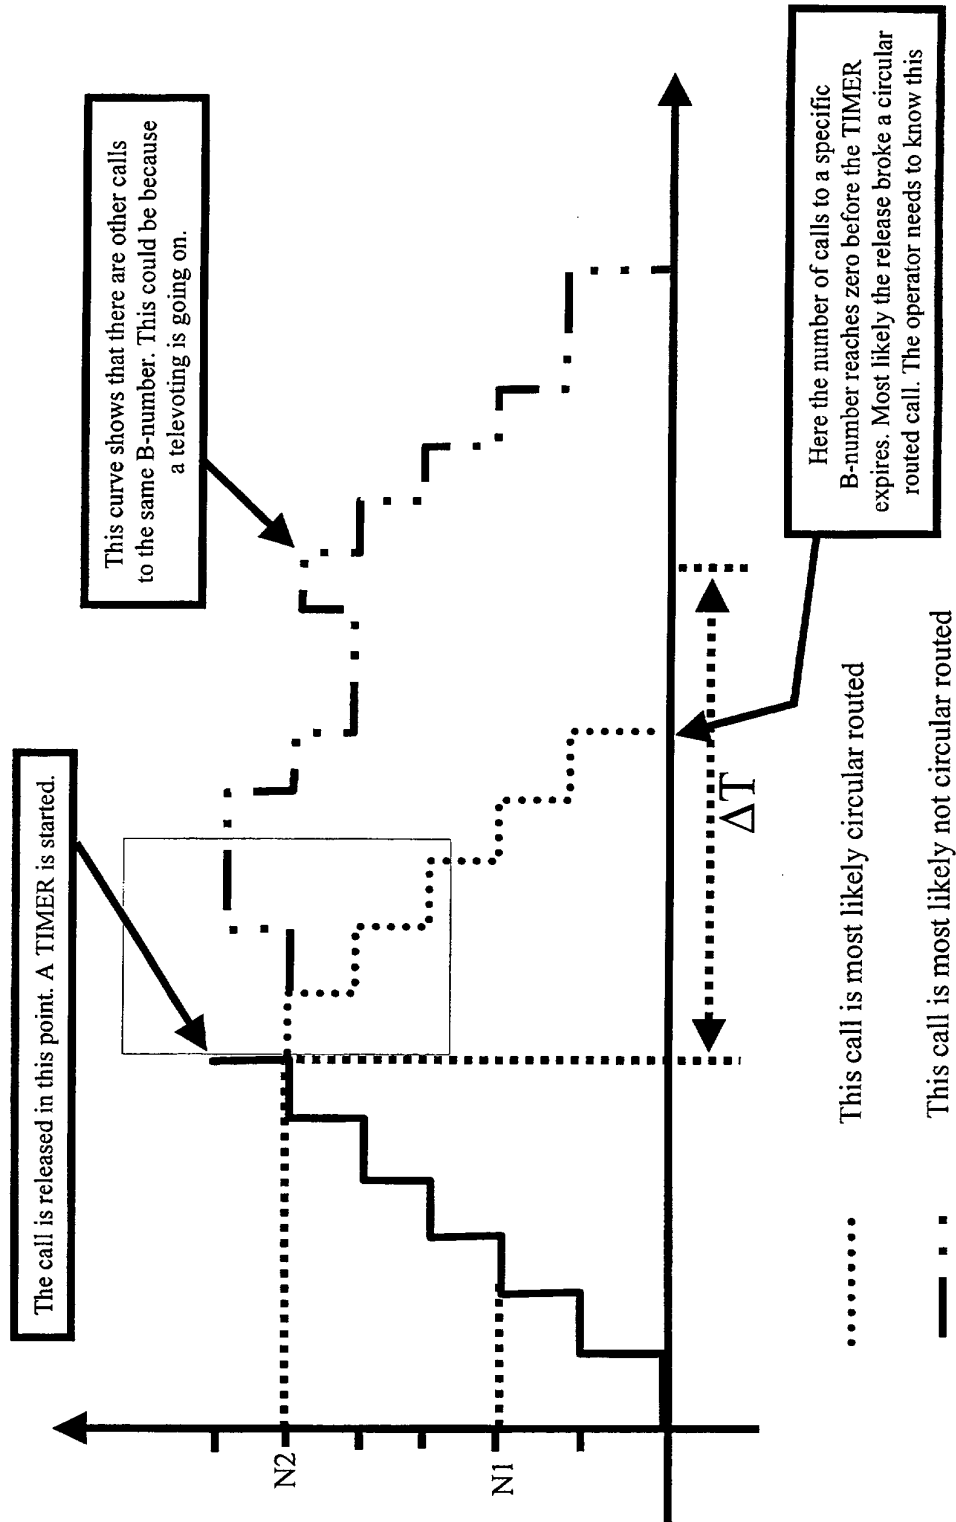 The call is released in this point. A TIMER is started.
This curve shows that there are other calls
to the same B-number. This could be because
a televoting is going on.
N2
N1
ΔT
Here the number of calls to a specific
B-number reaches zero before the TIMER
expires. Most likely the release broke a circular
routed call. The operator needs to know this
This call is most likely circular routed
This call is most likely not circular routed